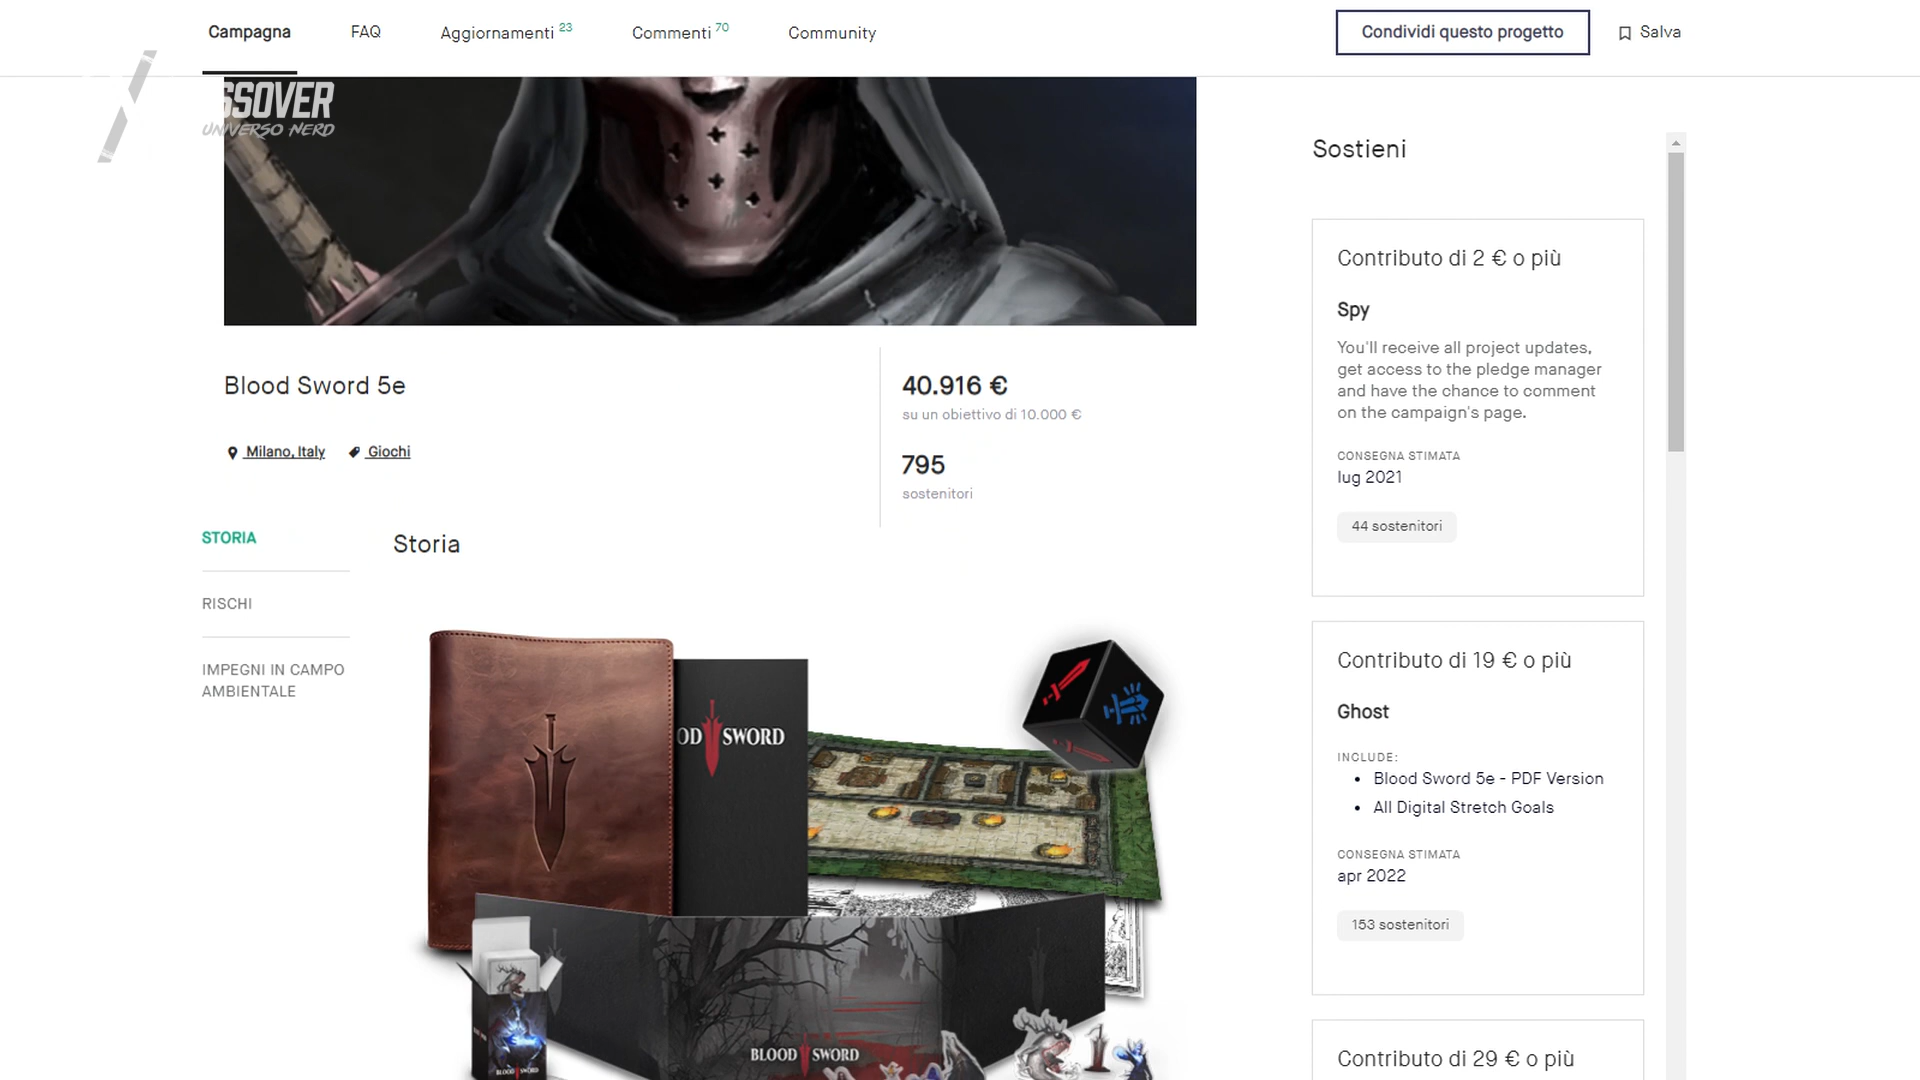 Campagna
FAQ
Aggiornamenti 23
Commenti 70
Community
Condividi questo progetto
Salva
SSOVER
UNIVERSO NERD
Blood Sword 5e
Milano, Italy
Giochi
40.916 €
su un obiettivo di 10.000 €
795
sostenitori
STORIA
RISCHI
IMPEGNI IN CAMPO
AMBIENTALE
Storia
OD SWORD
BLOOD SWORD
BLOOD SWORD
Sostieni
Contributo di 2 € o più
Spy
You'll receive all project updates,
get access to the pledge manager
and have the chance to comment
on the campaign's page.
CONSEGNA STIMATA
lug 2021
44 sostenitori
Contributo di 19 € o più
Ghost
INCLUDE:
• Blood Sword 5e - PDF Version
• All Digital Stretch Goals
CONSEGNA STIMATA
apr 2022
153 sostenitori
Contributo di 29 € o più